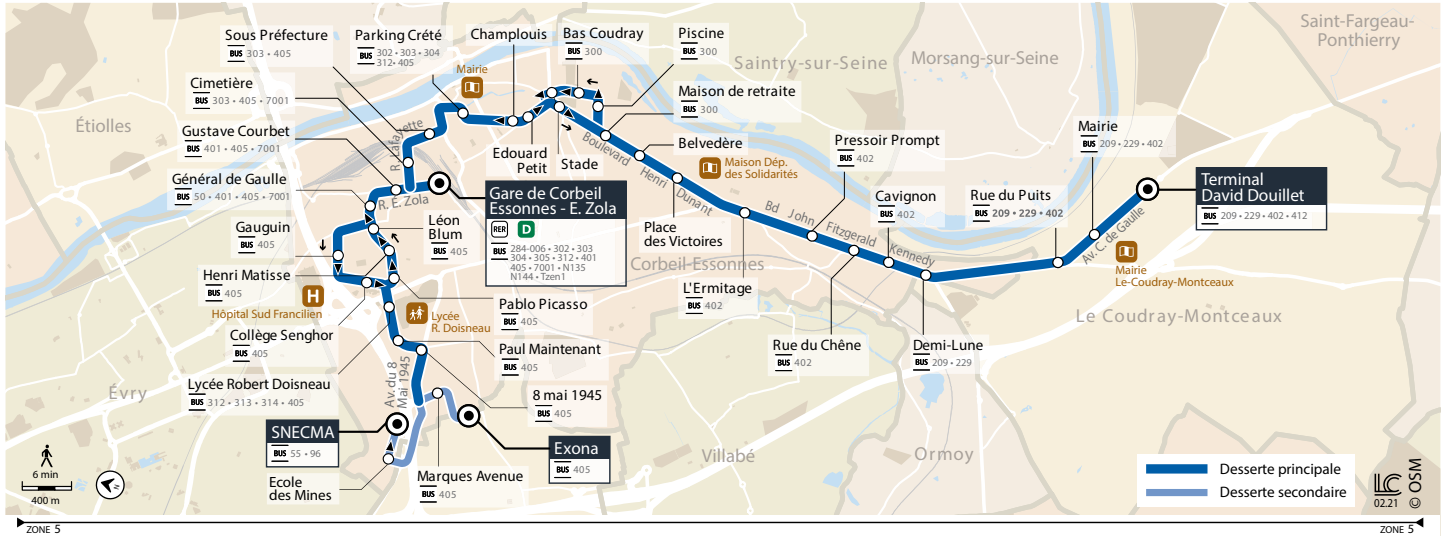 Saint-Fargeau-
Ponthierry
Morsang-sur-Seine
Saintry-sur-Seine
Étiolles
Évry
Corbeil-Essonnes
Le Coudray-Montceaux
Villabé
Ormoy
Sous Préfecture
BUS 303 • 405
Parking Crété
BUS 302 • 303 • 304
312 • 405
Champlouis
Bas Coudray
BUS 300
Piscine
BUS 300
Mairie
Cimetière
BUS 303 • 405 • 7001
Maison de retraite
BUS 300
Gustave Courbet
BUS 401 • 405 • 7001
R. Lafayette
Edouard
Petit
Stade
Boulevard Henri Dunant
Belvedère
Maison Dép.
des Solidarités
Pressoir Prompt
BUS 402
Mairie
BUS 209 • 229 • 402
Général de Gaulle
BUS 50 • 401 • 405 • 7001
R. É. Zola
Gare de Corbeil
Essonnes - E. Zola
RER D
BUS 284-006 • 302 • 303
304 • 305 • 312 • 401
405 • 7001 • N135
N144 • Tzen1
Terminal
David Douillet
BUS 209 • 229 • 402 • 412
Cavignon
BUS 402
Rue du Puits
BUS 209 • 229 • 402
Gauguin
BUS 405
Léon
Blum
BUS 405
Place
des Victoires
Bd John Fitzgerald Kennedy
Av. C. de Gaulle
Mairie
Le-Coudray-Montceaux
Henri Matisse
BUS 405
H
Hôpital Sud Francilien
L'Ermitage
BUS 402
Pablo Picasso
BUS 405
Lycée
R. Doisneau
Collège Senghor
BUS 405
Rue du Chêne
BUS 402
Demi-Lune
BUS 209 • 229
Paul Maintenant
BUS 405
Av. du 8
Mai 1945
Lycée Robert Doisneau
BUS 312 • 313 • 314 • 405
8 mai 1945
BUS 405
SNECMA
BUS 55 • 96
Exona
BUS 405
Ecole
des Mines
Marques Avenue
BUS 405
6 min
400 m
Desserte principale
Desserte secondaire
LC
02.21
© OSM
ZONE 5
ZONE 5